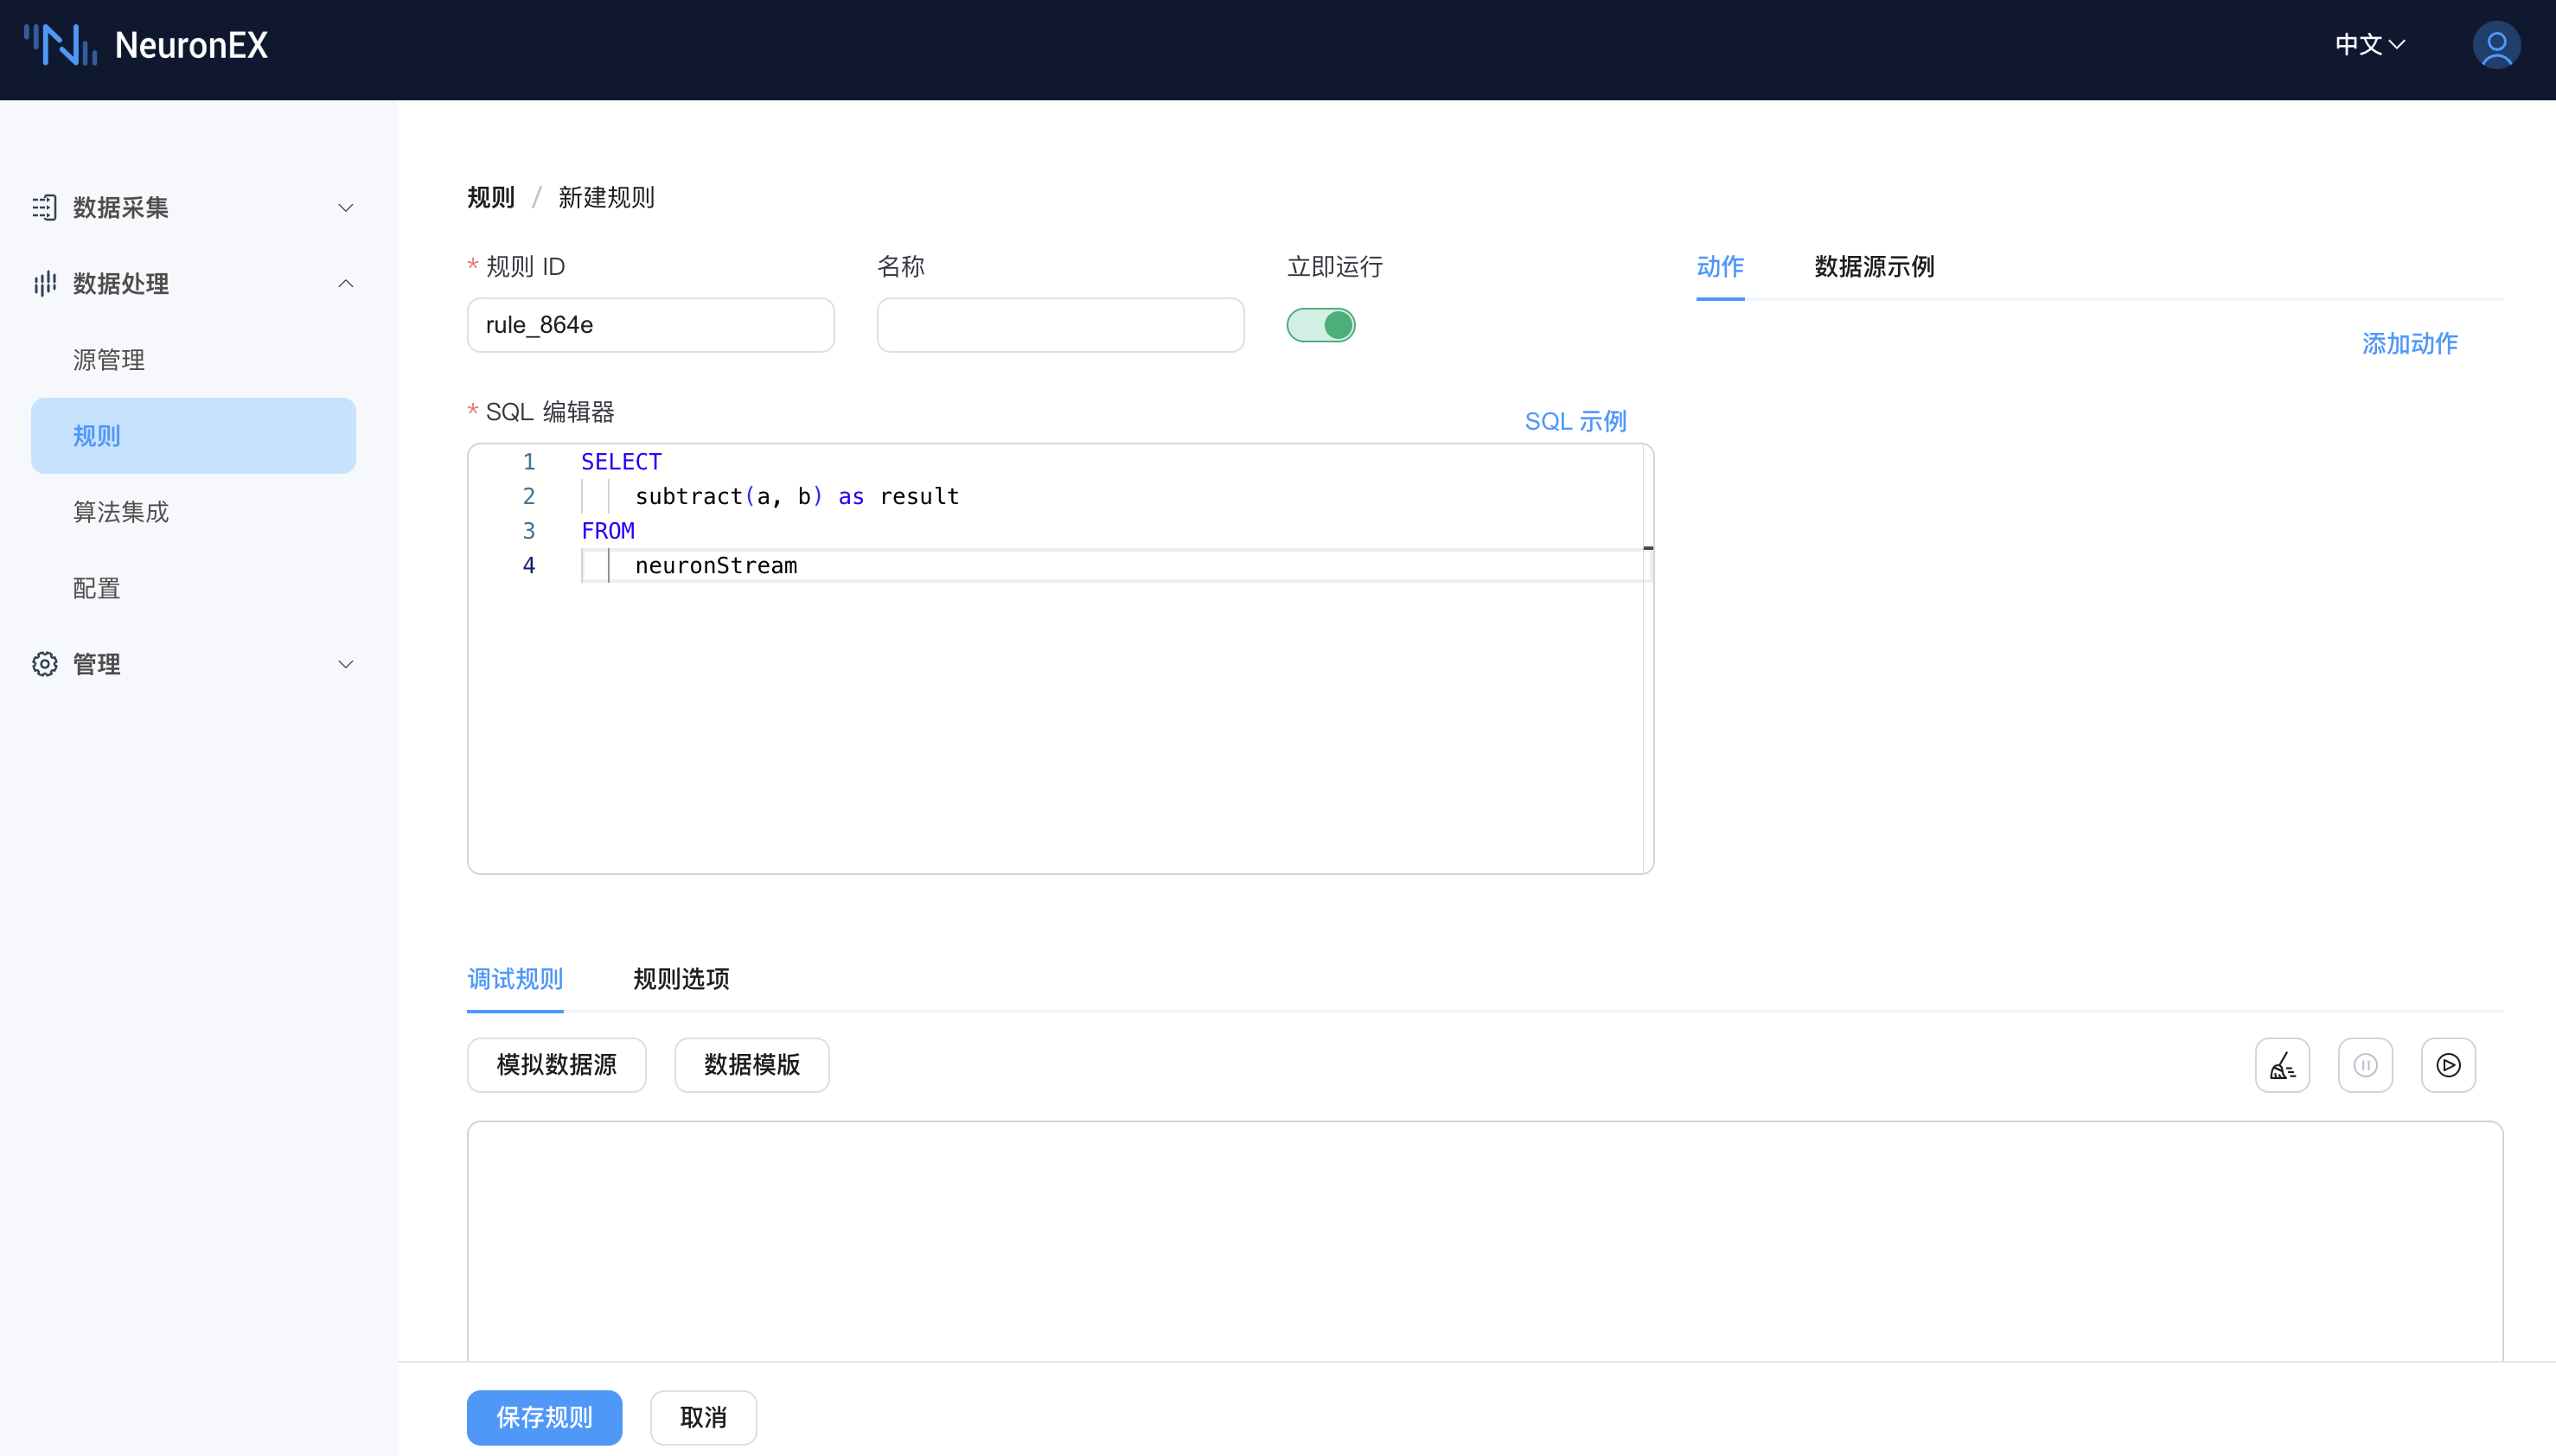 NeuronEX
中文
数据采集
数据处理
源管理
规则
算法集成
配置
管理
规则 / 新建规则
* 规则 ID
名称
立即运行
rule_864e
* SQL 编辑器
SQL 示例
1 SELECT
2 subtract(a, b) as result
3 FROM
4 neuronStream
动作
数据源示例
添加动作
调试规则
规则选项
模拟数据源
数据模版
保存规则
取消